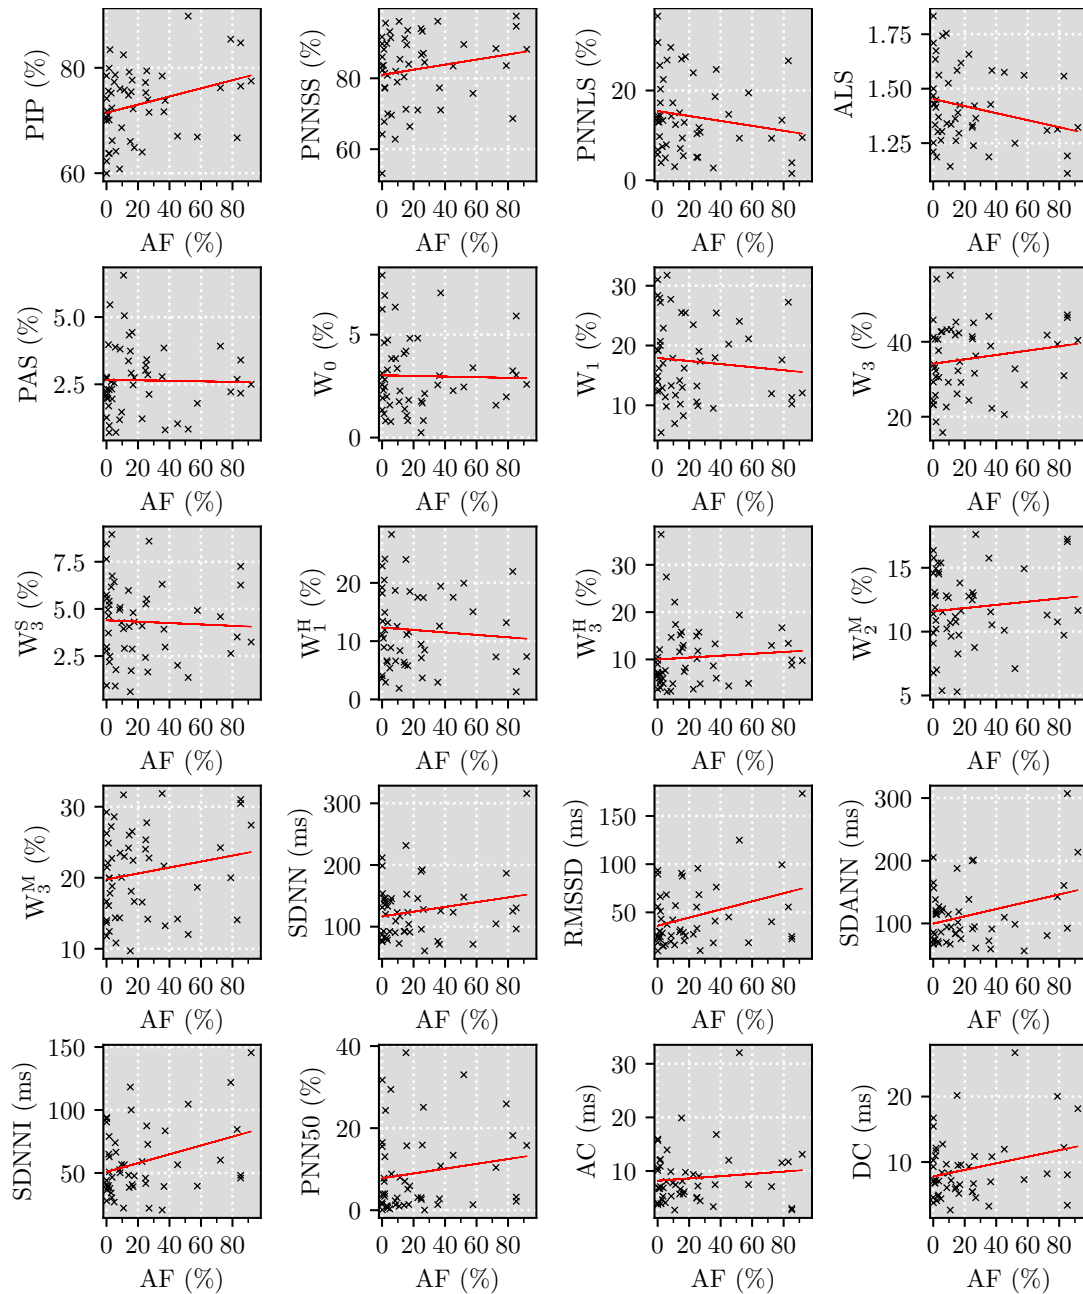 PIP (%)
80
60
0 20 40 60 80
AF (%)
PNNSS (%)
80
60
0 20 40 60 80
AF (%)
PNNLS (%)
20
0
0 20 40 60 80
AF (%)
ALS
1.75
1.50
1.25
0 20 40 60 80
AF (%)
PAS (%)
5.0
2.5
0 20 40 60 80
AF (%)
W0 (%)
5
0
0 20 40 60 80
AF (%)
W1 (%)
30
20
10
0 20 40 60 80
AF (%)
W3 (%)
40
20
0 20 40 60 80
AF (%)
W3S (%)
7.5
5.0
2.5
0 20 40 60 80
AF (%)
W1H (%)
20
10
0
0 20 40 60 80
AF (%)
W3H (%)
30
20
10
0 20 40 60 80
AF (%)
W2M (%)
15
10
5
0 20 40 60 80
AF (%)
W3M (%)
30
20
10
0 20 40 60 80
AF (%)
SDNN (ms)
300
200
100
0 20 40 60 80
AF (%)
RMSSD (ms)
150
100
50
0 20 40 60 80
AF (%)
SDANN (ms)
300
200
100
0 20 40 60 80
AF (%)
SDNNI (ms)
150
100
50
0 20 40 60 80
AF (%)
PNN50 (%)
40
20
0
0 20 40 60 80
AF (%)
AC (ms)
30
20
10
0 20 40 60 80
AF (%)
DC (ms)
20
10
0 20 40 60 80
AF (%)